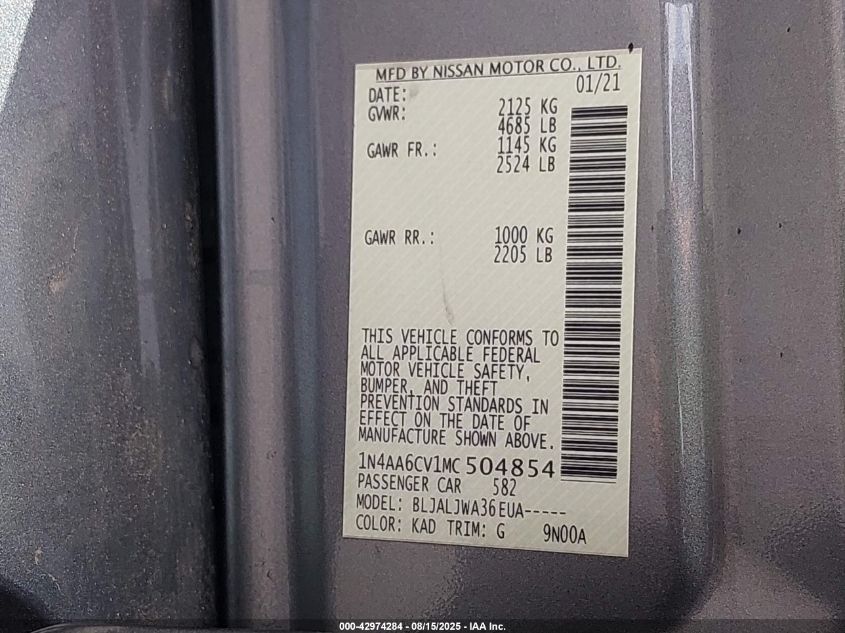 MFD BY NISSAN MOTOR CO., LTD.
DATE: 01/21
GVWR: 2125 KG
4685 LB
GAWR FR.: 1145 KG
2524 LB
GAWR RR.: 1000 KG
2205 LB
THIS VEHICLE CONFORMS TO
ALL APPLICABLE FEDERAL
MOTOR VEHICLE SAFETY,
BUMPER, AND THEFT
PREVENTION STANDARDS IN
EFFECT ON THE DATE OF
MANUFACTURE SHOWN ABOVE.
1N4AA6CV1MC504854
PASSENGER CAR 582
MODEL: BLJALJWA36EUA-----
COLOR: KAD TRIM: G 9N00A
000-42974284 - 08/15/2025 - IAA Inc.